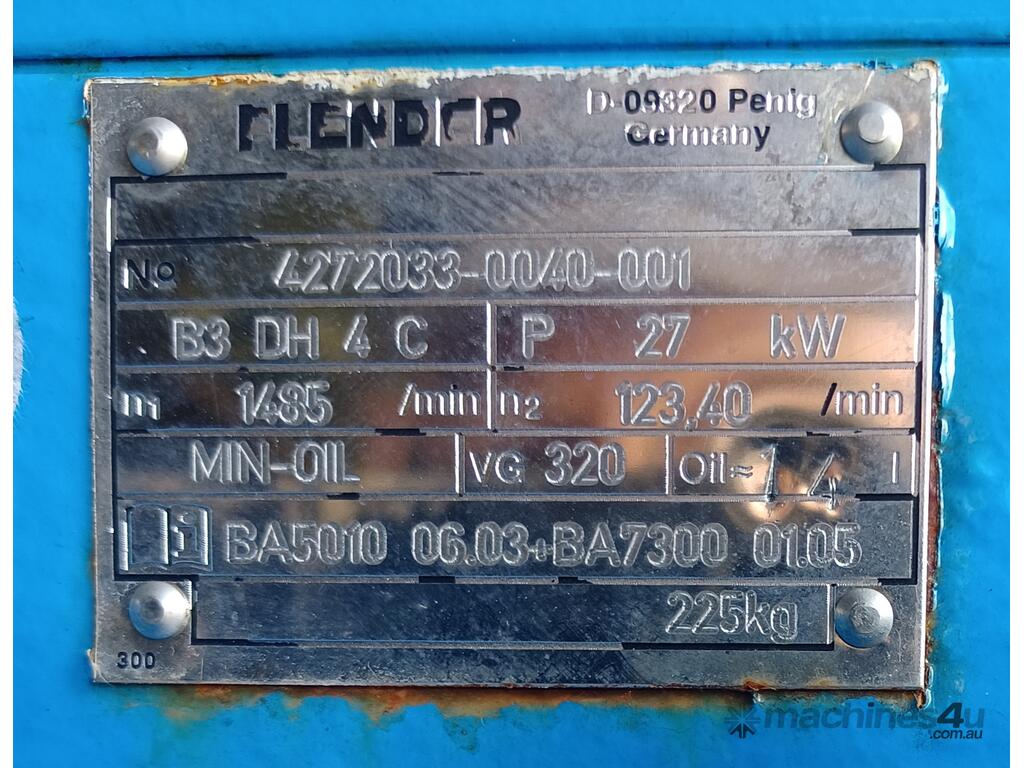 FLENDER
D-09320 Penig
Germany
No 4272033-0040-001
B3 DH 4 C P 27 kW
n1 1485 /min n2 123,40 /min
MIN-OIL VG 320 Oil≈ 14 l
i BA5010 06.03+BA7300 01.05
225kg
300
machines4u
.com.au